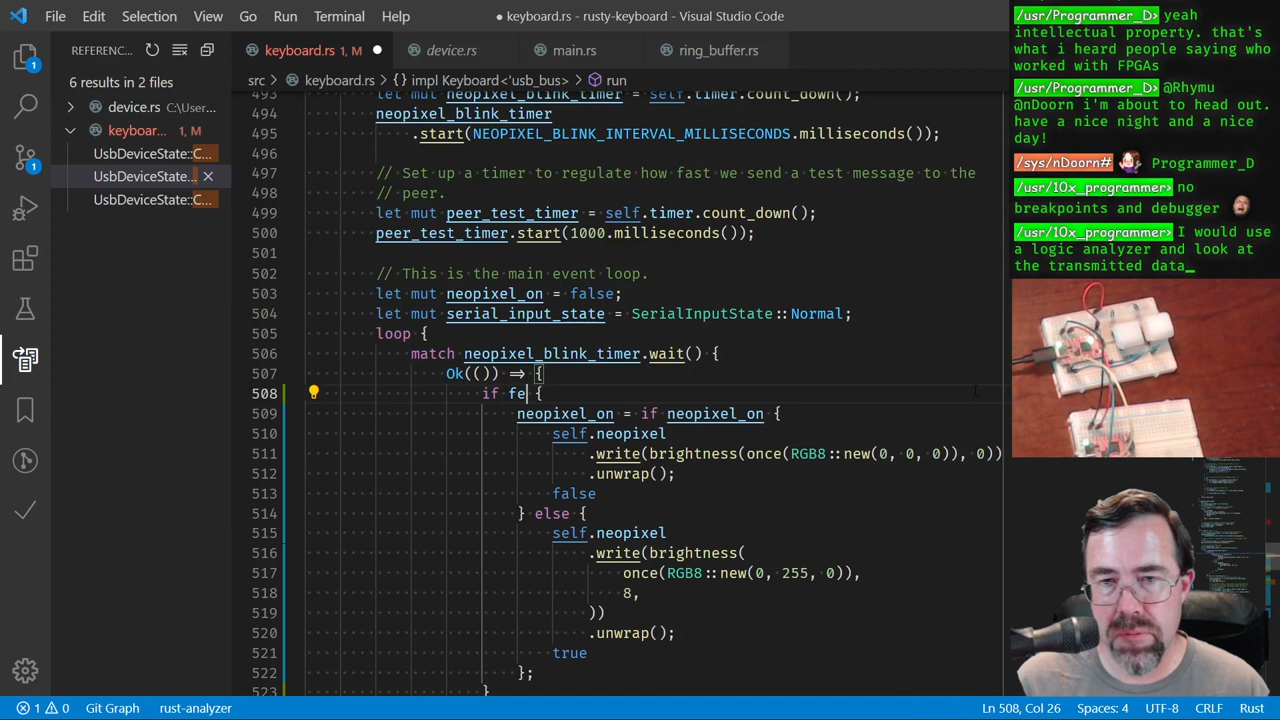 File Edit Selection View Go Run Terminal Help
● keyboard.rs - rusty-keyboard - Visual Studio Code
REFERENC...
6 results in 2 files
device.rs C:\User...
keyboar... 1, M
UsbDeviceState::C...
UsbDeviceState...
UsbDeviceState::C...
keyboard.rs 1, M ● device.rs main.rs ring_buffer.rs
src > keyboard.rs > {} impl Keyboard<'usb_bus> > run
493 let mut neopixel_blink_timer = self.timer.count_down();
494 neopixel_blink_timer
495 .start(NEOPIXEL_BLINK_INTERVAL_MILLISECONDS.milliseconds());
496
497 // Set up a timer to regulate how fast we send a test message to the
498 // peer.
499 let mut peer_test_timer = self.timer.count_down();
500 peer_test_timer.start(1000.milliseconds());
501
502 // This is the main event loop.
503 let mut neopixel_on = false;
504 let mut serial_input_state = SerialInputState::Normal;
505 loop {
506 match neopixel_blink_timer.wait() {
507 Ok(()) => {
508 if fe {
509 neopixel_on = if neopixel_on {
510 self.neopixel
511 .write(brightness(once(RGB8::new(0, 0, 0)), 0))
512 .unwrap();
513 false
514 } else {
515 self.neopixel
516 .write(brightness(
517 once(RGB8::new(0, 255, 0)),
518 8,
519 ))
520 .unwrap();
521 true
522 };
523 }
1 0 Git Graph rust-analyzer
Ln 508, Col 26 Spaces: 4 UTF-8 CRLF Rust
/usr/Programmer_D> yeah
intellectual property. that's
what i heard people saying who
worked with FPGAs
/usr/Programmer_D> @Rhymu
@nDoorn i'm about to head out.
have a nice night and a nice
day!
/sys/nDoorn# Programmer_D
/usr/10x_programmer> no
breakpoints and debugger
/usr/10x_programmer> I would use
a logic analyzer and look at
the transmitted data_